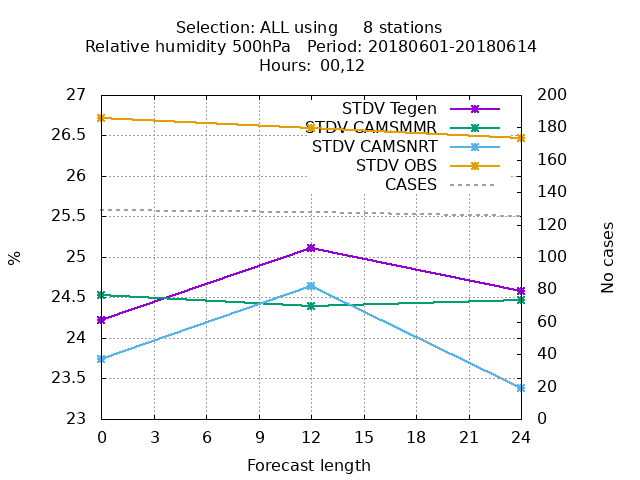 Selection: ALL using     8 stations
Relative humidity 500hPa   Period: 20180601-20180614
Hours: 00,12
STDV Tegen
STDV CAMSMMR
STDV CAMSNRT
STDV OBS
CASES
27
26.5
26
25.5
25
24.5
24
23.5
23
%
200
180
160
140
120
100
80
60
40
20
0
No cases
0 3 6 9 12 15 18 21 24
Forecast length